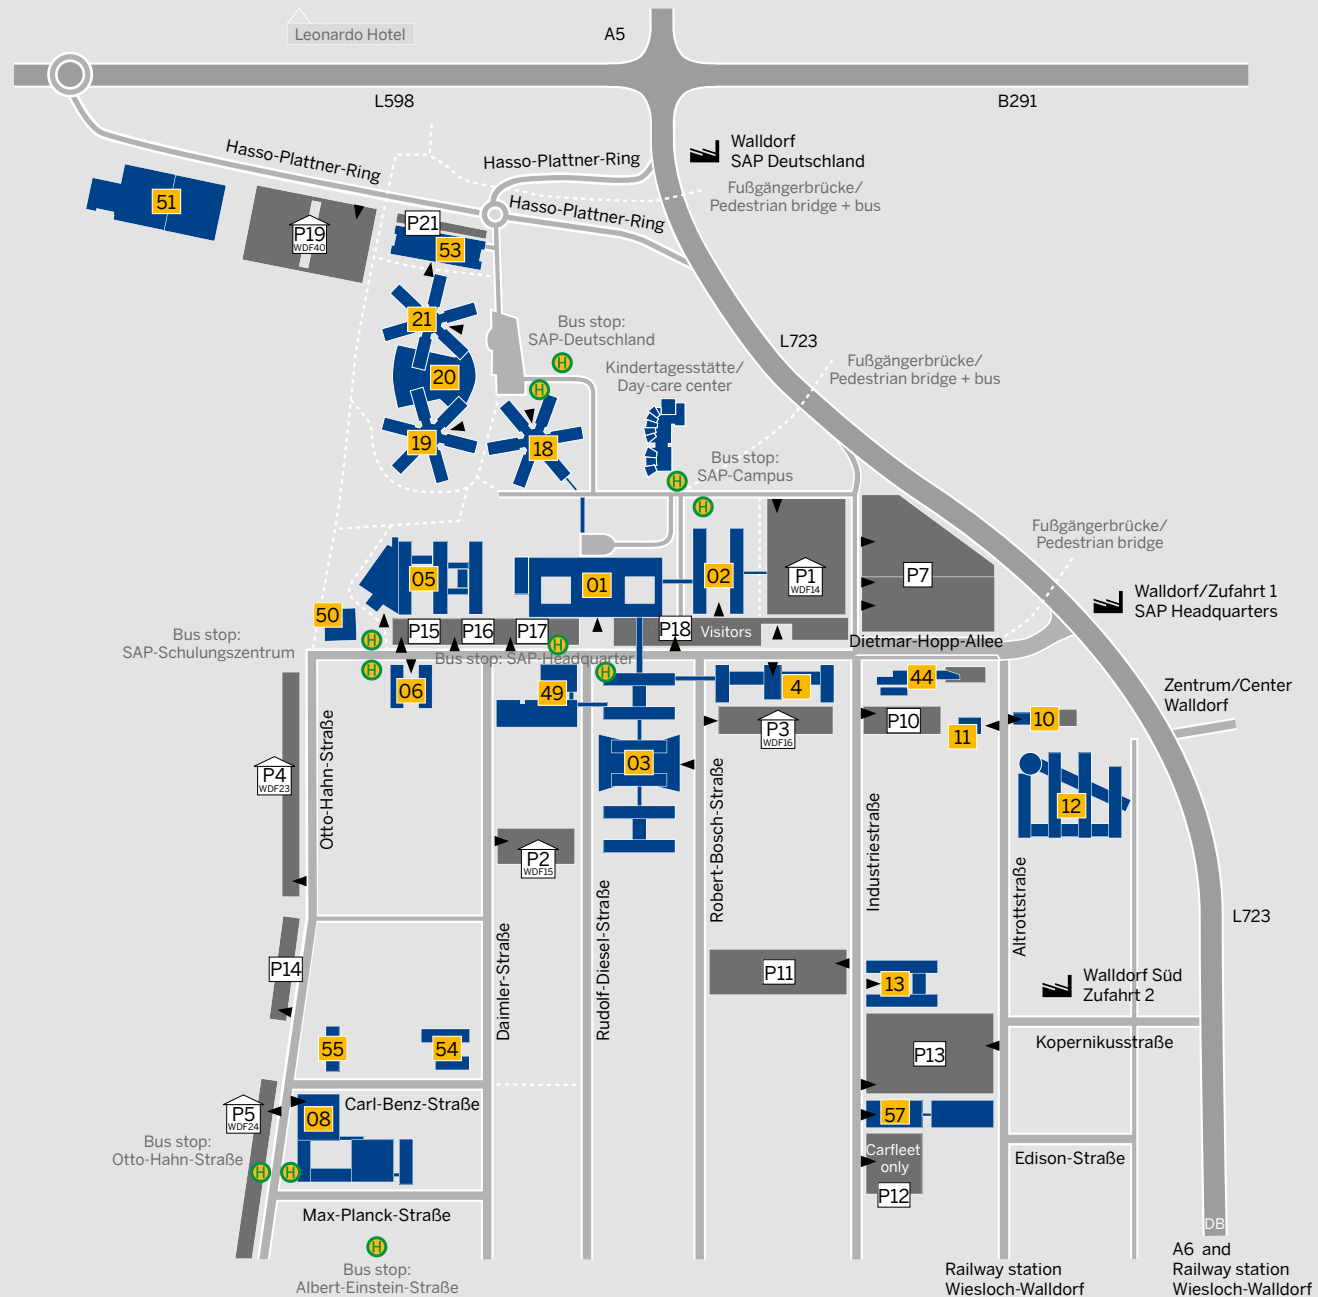 Leonardo Hotel
A5
L598
B291
Hasso-Plattner-Ring
Hasso-Plattner-Ring
Hasso-Plattner-Ring
Walldorf
SAP Deutschland
Fußgängerbrücke/
Pedestrian bridge + bus
51
P19
WDF40
P21
53
21
20
19
18
Bus stop:
SAP-Deutschland
H
H
Kindertagesstätte/
Day-care center
L723
Fußgängerbrücke/
Pedestrian bridge + bus
Bus stop:
SAP-Campus
H
H
Fußgängerbrücke/
Pedestrian bridge
05
01
02
P1
WDF14
P7
Walldorf/Zufahrt 1
SAP Headquarters
50
Bus stop:
SAP-Schulungszentrum
H
H
P15
P16
P17
H
P18
Visitors
Dietmar-Hopp-Allee
Bus stop: SAP-Headquarter
H
06
49
4
44
Zentrum/Center
Walldorf
P3
WDF16
P10
11
10
03
12
P4
WDF23
Otto-Hahn-Straße
P2
WDF15
Robert-Bosch-Straße
Industriestraße
Altrottstraße
Rudolf-Diesel-Straße
Daimler-Straße
L723
P14
P11
13
Walldorf Süd
Zufahrt 2
55
54
P13
Kopernikusstraße
P5
WDF24
08
Carl-Benz-Straße
57
Bus stop:
Otto-Hahn-Straße
H
H
Carfleet
only
P12
Edison-Straße
Max-Planck-Straße
H
Bus stop:
Albert-Einstein-Straße
DB
Railway station
Wiesloch-Walldorf
A6 and
Railway station
Wiesloch-Walldorf